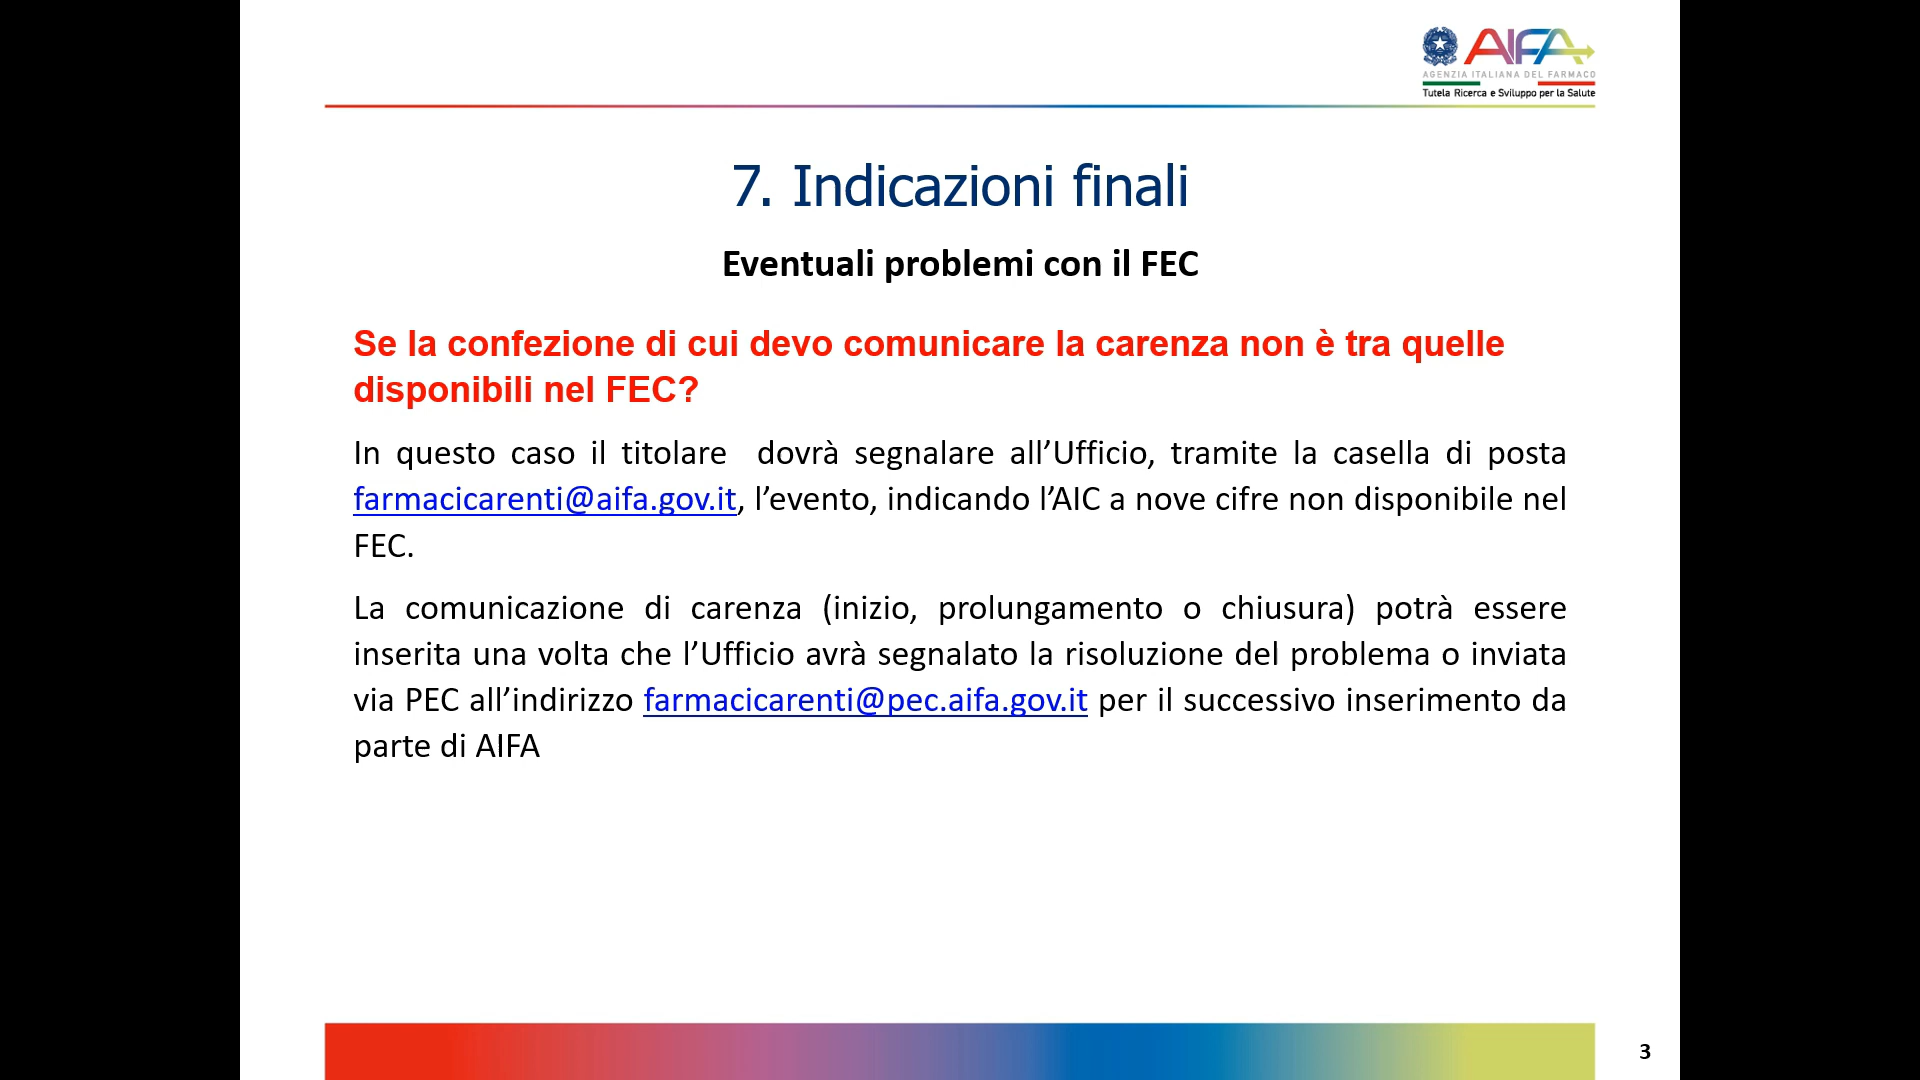 AIFA
AGENZIA ITALIANA DEL FARMACO
Tutela Ricerca e Sviluppo per la Salute
7. Indicazioni finali
Eventuali problemi con il FEC
Se la confezione di cui devo comunicare la carenza non è tra quelle
disponibili nel FEC?
In questo caso il titolare dovrà segnalare all’Ufficio, tramite la casella di posta
farmacicarenti@aifa.gov.it, l’evento, indicando l’AIC a nove cifre non disponibile nel
FEC.
La comunicazione di carenza (inizio, prolungamento o chiusura) potrà essere
inserita una volta che l’Ufficio avrà segnalato la risoluzione del problema o inviata
via PEC all’indirizzo farmacicarenti@pec.aifa.gov.it per il successivo inserimento da
parte di AIFA
3